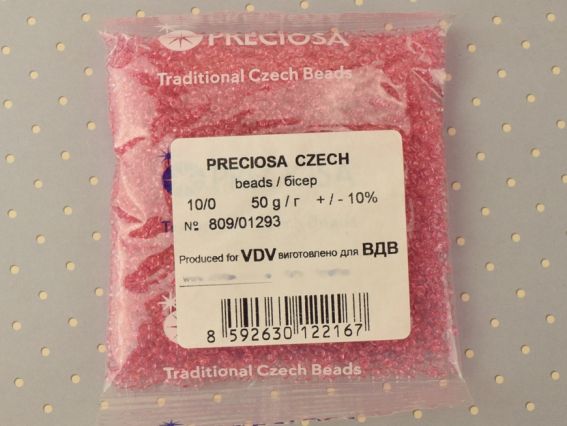 PRECIOSA
Traditional Czech Beads
PRECIOSA CZECH
beads / бісер
10/0 50 g / г + / - 10%
№ 809/01293
Produced for VDV виготовлено для ВДВ
8 592630 122167
Traditional Czech Beads